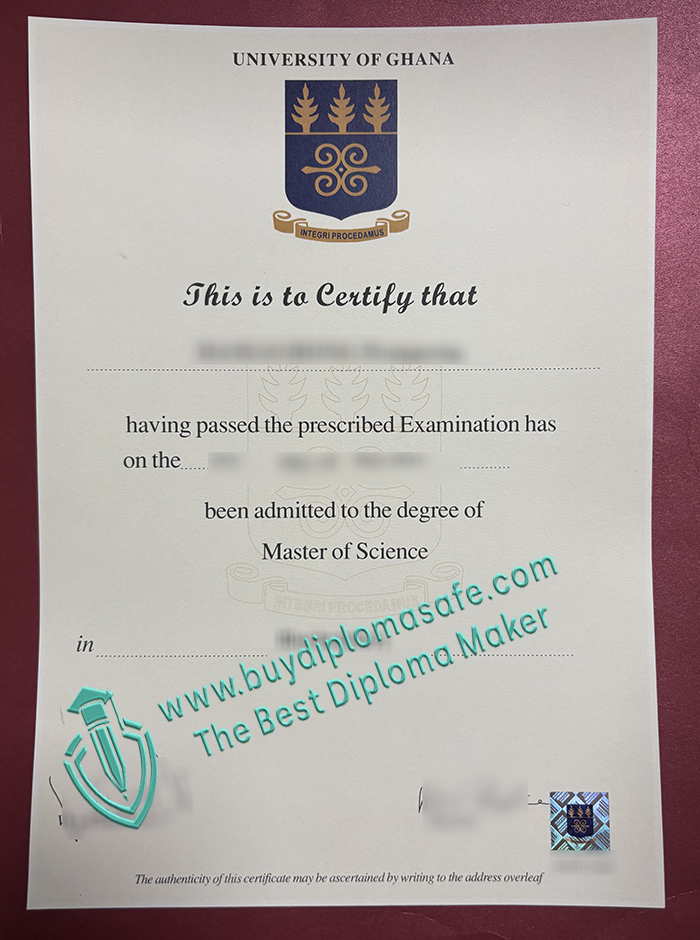 UNIVERSITY OF GHANA
INTEGRI PROCEDAMUS
This is to Certify that
having passed the prescribed Examination has
on the
been admitted to the degree of
INTEGRI PROCEDAMUS
Master of Science
in
www.buydiplomasafe.com
The Best Diploma Maker
The authenticity of this certificate may be ascertained by writing to the address overleaf